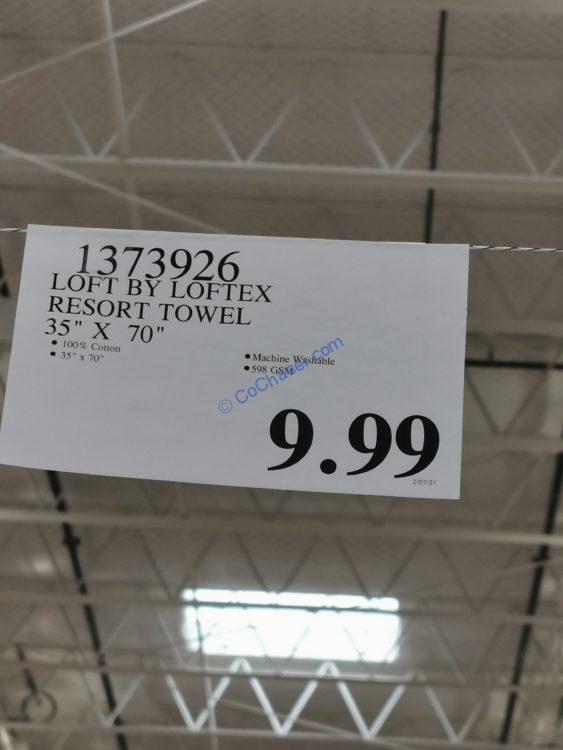 1373926
LOFT BY LOFTEX
RESORT TOWEL
35" X 70"
• 100% Cotton
• 35" x 70"
• Machine Washable
• 598 GSM
© CoChaser.com
9.99
2/07/21